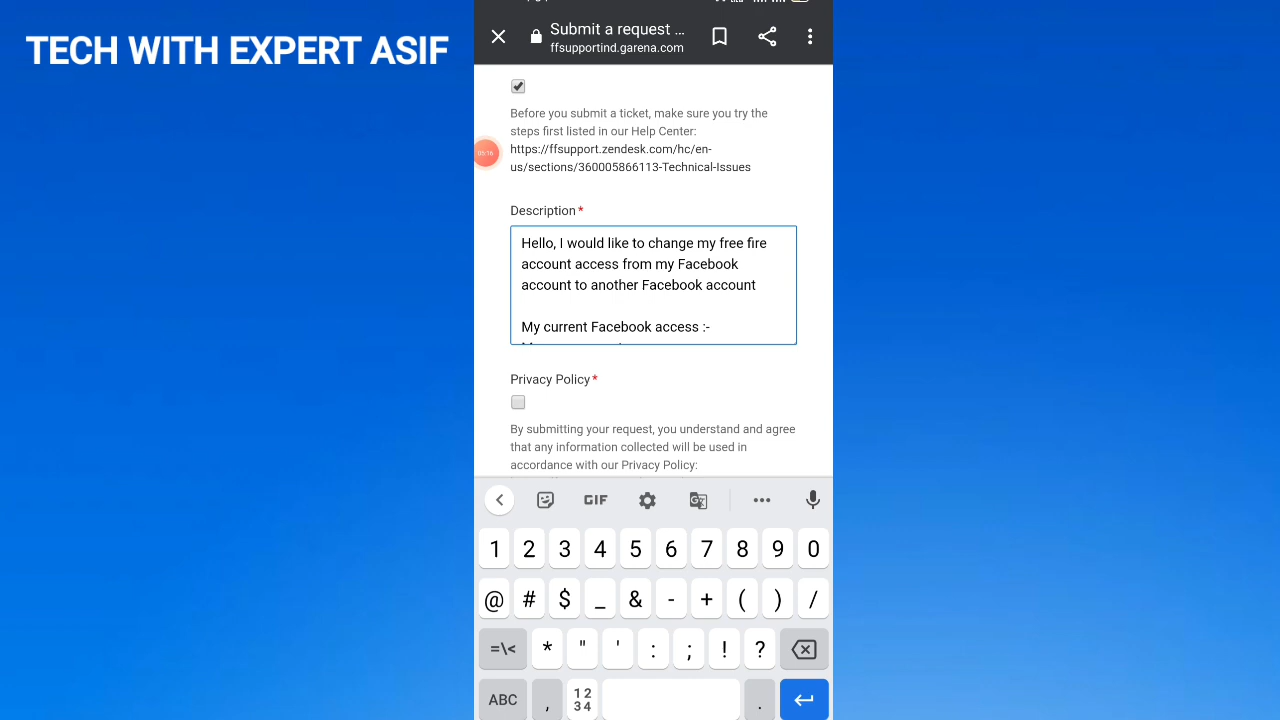 TECH WITH EXPERT ASIF
Submit a request ...
ffsupportind.garena.com
Before you submit a ticket, make sure you try the
steps first listed in our Help Center:
https://ffsupport.zendesk.com/hc/en-
us/sections/360005866113-Technical-Issues
Description*
Hello, I would like to change my free fire
account access from my Facebook
account to another Facebook account
My current Facebook access :-
Privacy Policy*
By submitting your request, you understand and agree
that any information collected will be used in
accordance with our Privacy Policy:
GIF
1 2 3 4 5 6 7 8 9 0
@ # $ _ & - + ( ) /
=\< * " ' : ; ! ?
ABC , 12 .
34